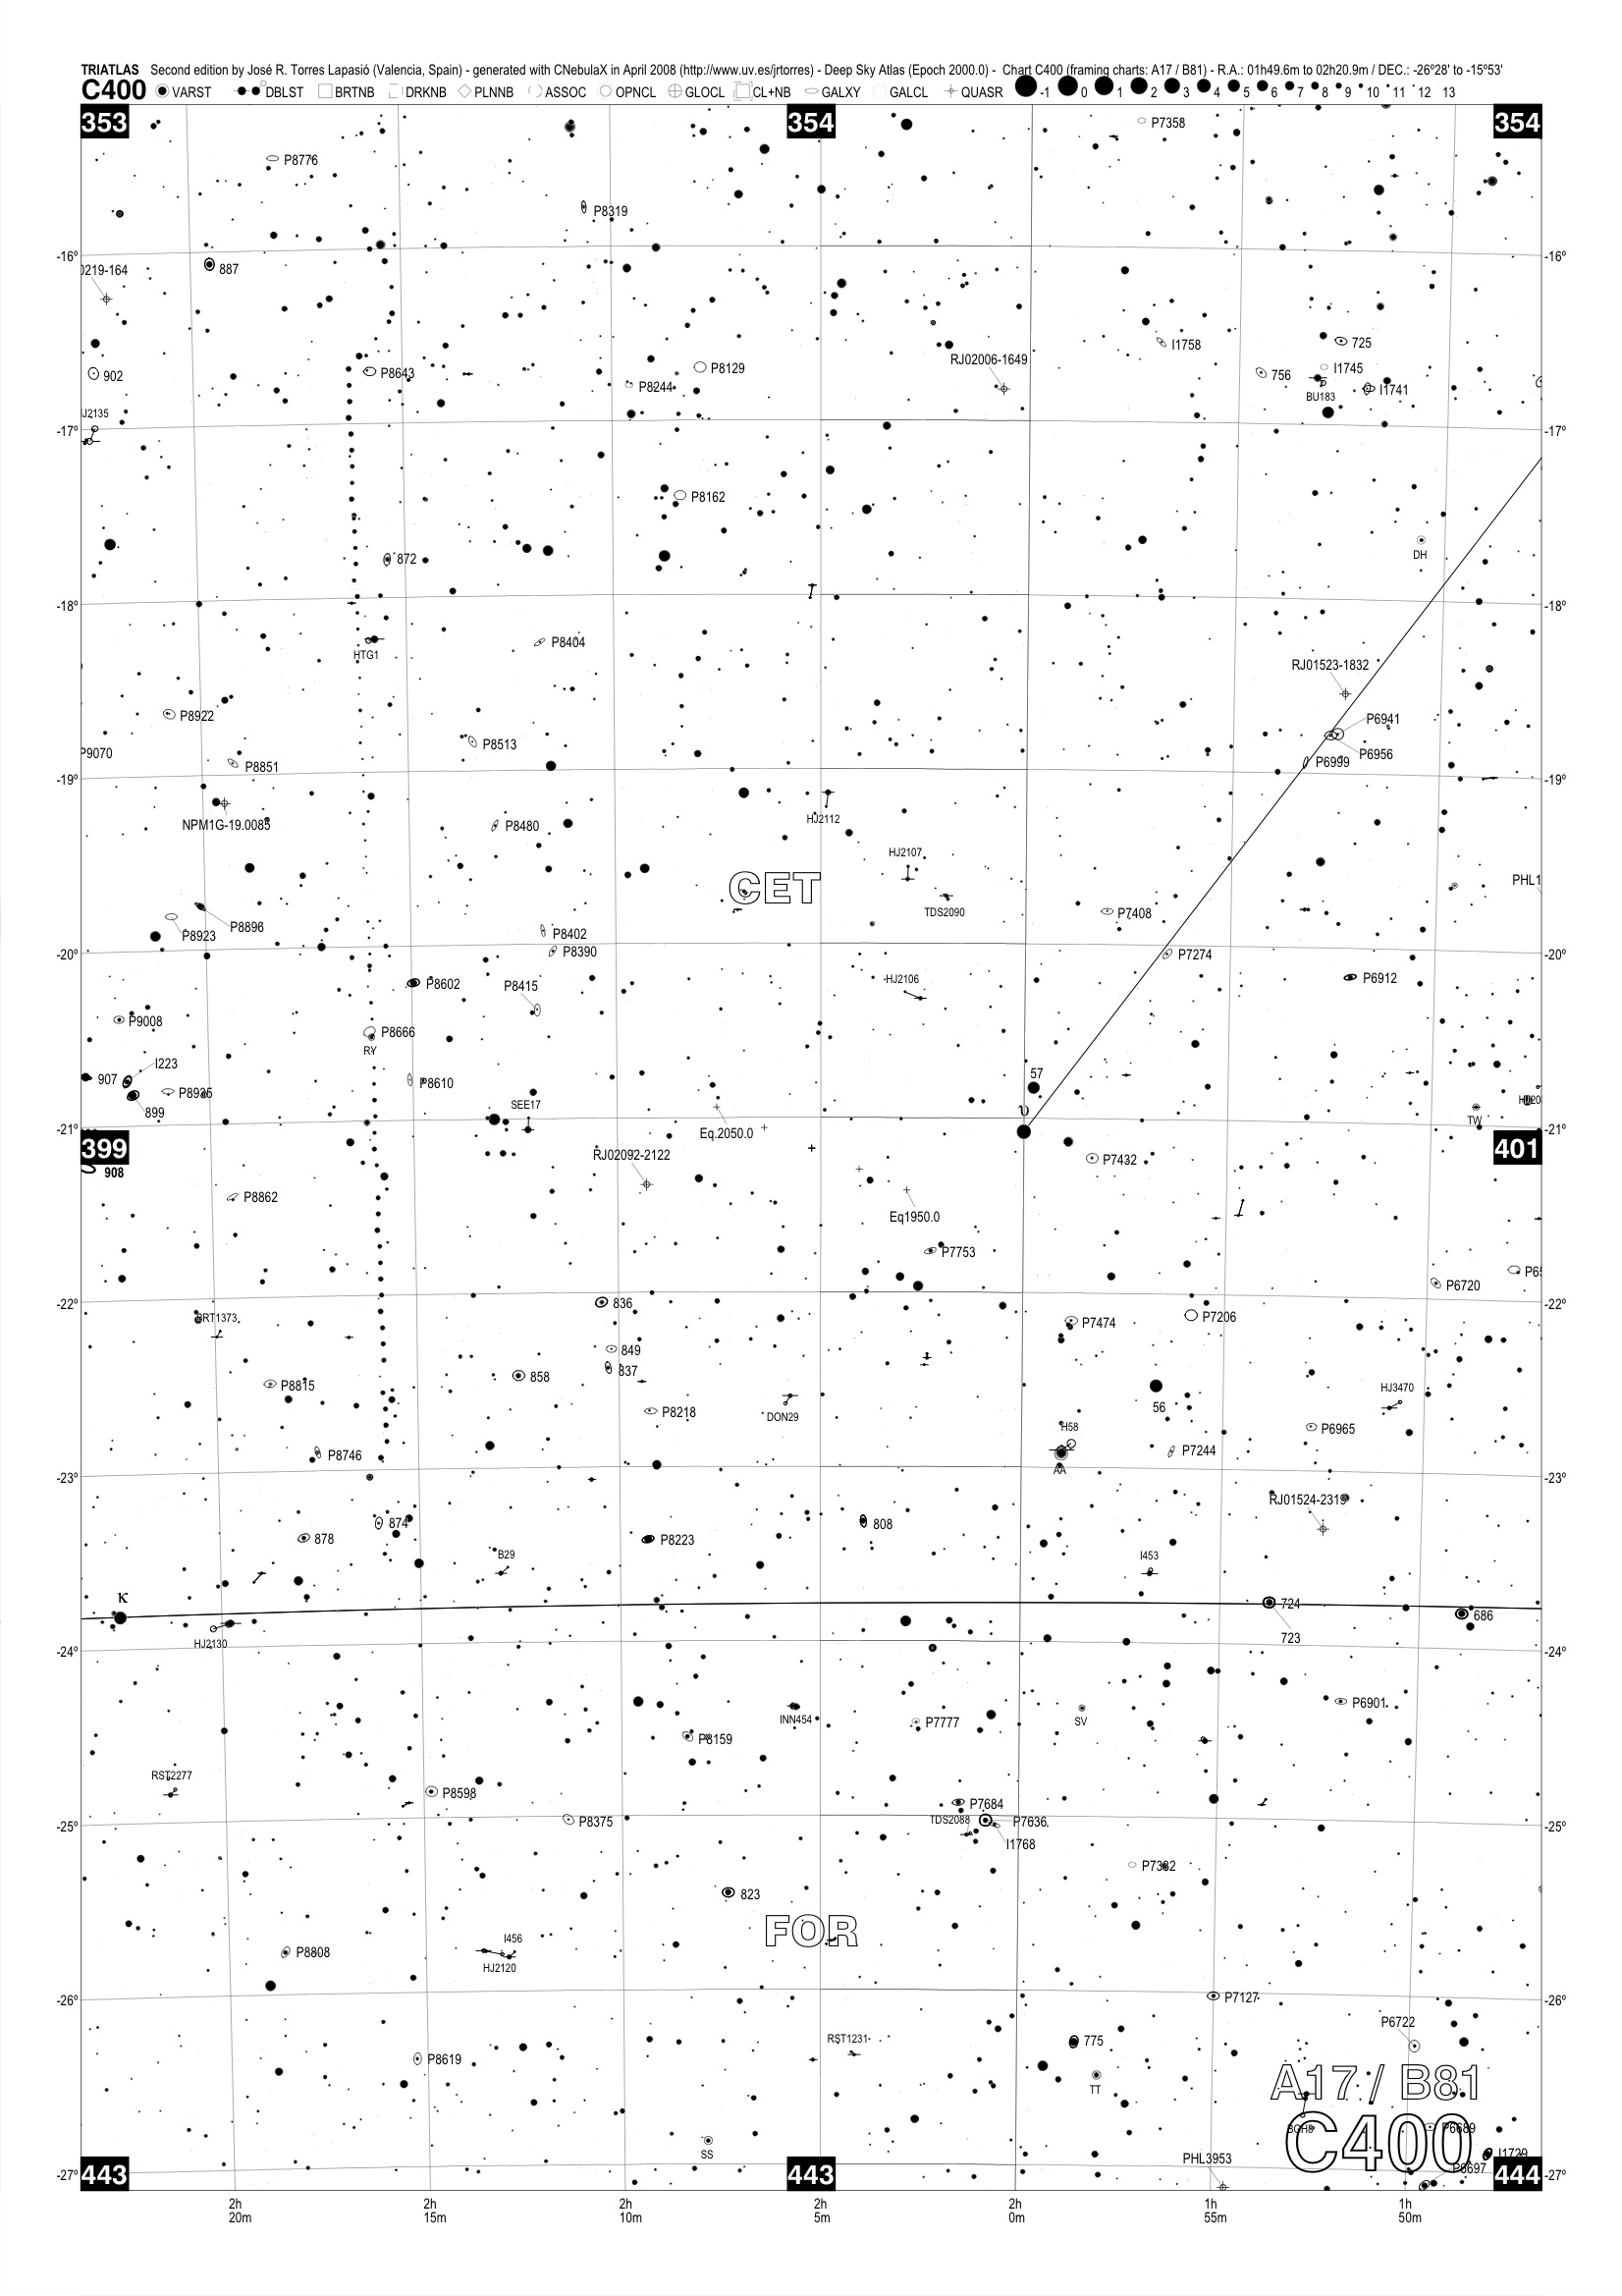 TRIATLAS Second edition by José R. Torres Lapasió (Valencia, Spain) - generated with CNebulaX in April 2008 (http://www.uv.es/jrtorres) - Deep Sky Atlas (Epoch 2000.0) - Chart C400 (framing charts: A17 / B81) - R.A.: 01h49.6m to 02h20.9m / DEC.: -26º28' to -15º53'
C400 VARST DBLST BRTNB DRKNB PLNNB ASSOC OPNCL GLOCL CL+NB GALXY GALCL QUASR -1 0 1 2 3 4 5 6 7 8 9 10 11 12 13
353 354 354
P7358
P8776
P8319
-16º -16º
0219-164 887
I1758 725
RJ02006-1649
902 P8643 P8129 756 I1745
P8244 I1741
BU183
HJ2135
-17º -17º
P8162
DH
872
-18º -18º
P8404
HTG1
RJ01523-1832
P8922 P6941
P8513
P9070 P6956
P8851 P6999
-19º -19º
HJ2112
NPM1G-19.0085 P8480
HJ2107
CET PHL1
TDS2090 P7408
P8896
P8923 P8402
-20º P8390 P7274 -20º
P8602 P8415 HJ2106 P6912
P9008
P8666
RY
I223
907 P8610 57
P8935
899 SEE17 υ TW
-21º Eq.2050.0 -21º
399 401
RJ02092-2122 P7432
908
P8862
Eq1950.0
P7753
P6720
-22º 836 -22º
BRT1373 P7474 P7206
849
837
858
P8815 HJ3470
P8218 DON29 56
H58 P6965
P8746 P7244
AA
-23º -23º
RJ01524-2319
874 808
878 P8223
B29 I453
κ
724
686
HJ2130 723
-24º -24º
P6901
INN454 P7777 SV
P8159
RST2277
P8598
P7684
-25º P8375 TDS2088 P7636 -25º
I1768
P7382
823
FOR
I456
P8808
HJ2120
-26º P7127 -26º
P6722
RST1231 775
P8619
A17 / B81
TT
P6689
C400
SS
PHL3953 I1729
P6697
-27º 443 443 444 -27º
2h 2h 2h 2h 2h 1h 1h
20m 15m 10m 5m 0m 55m 50m